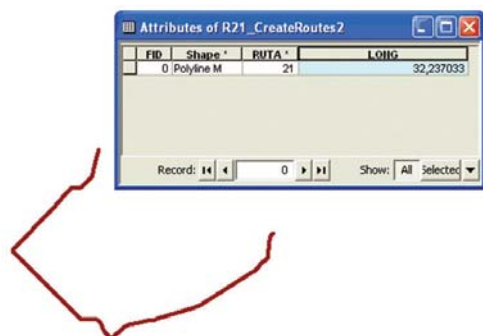 Attributes of R21_CreateRoutes2
FID Shape * RUTA * LONG
0 Polyline M 21 32,237033
Record: 0 Show: All Selected